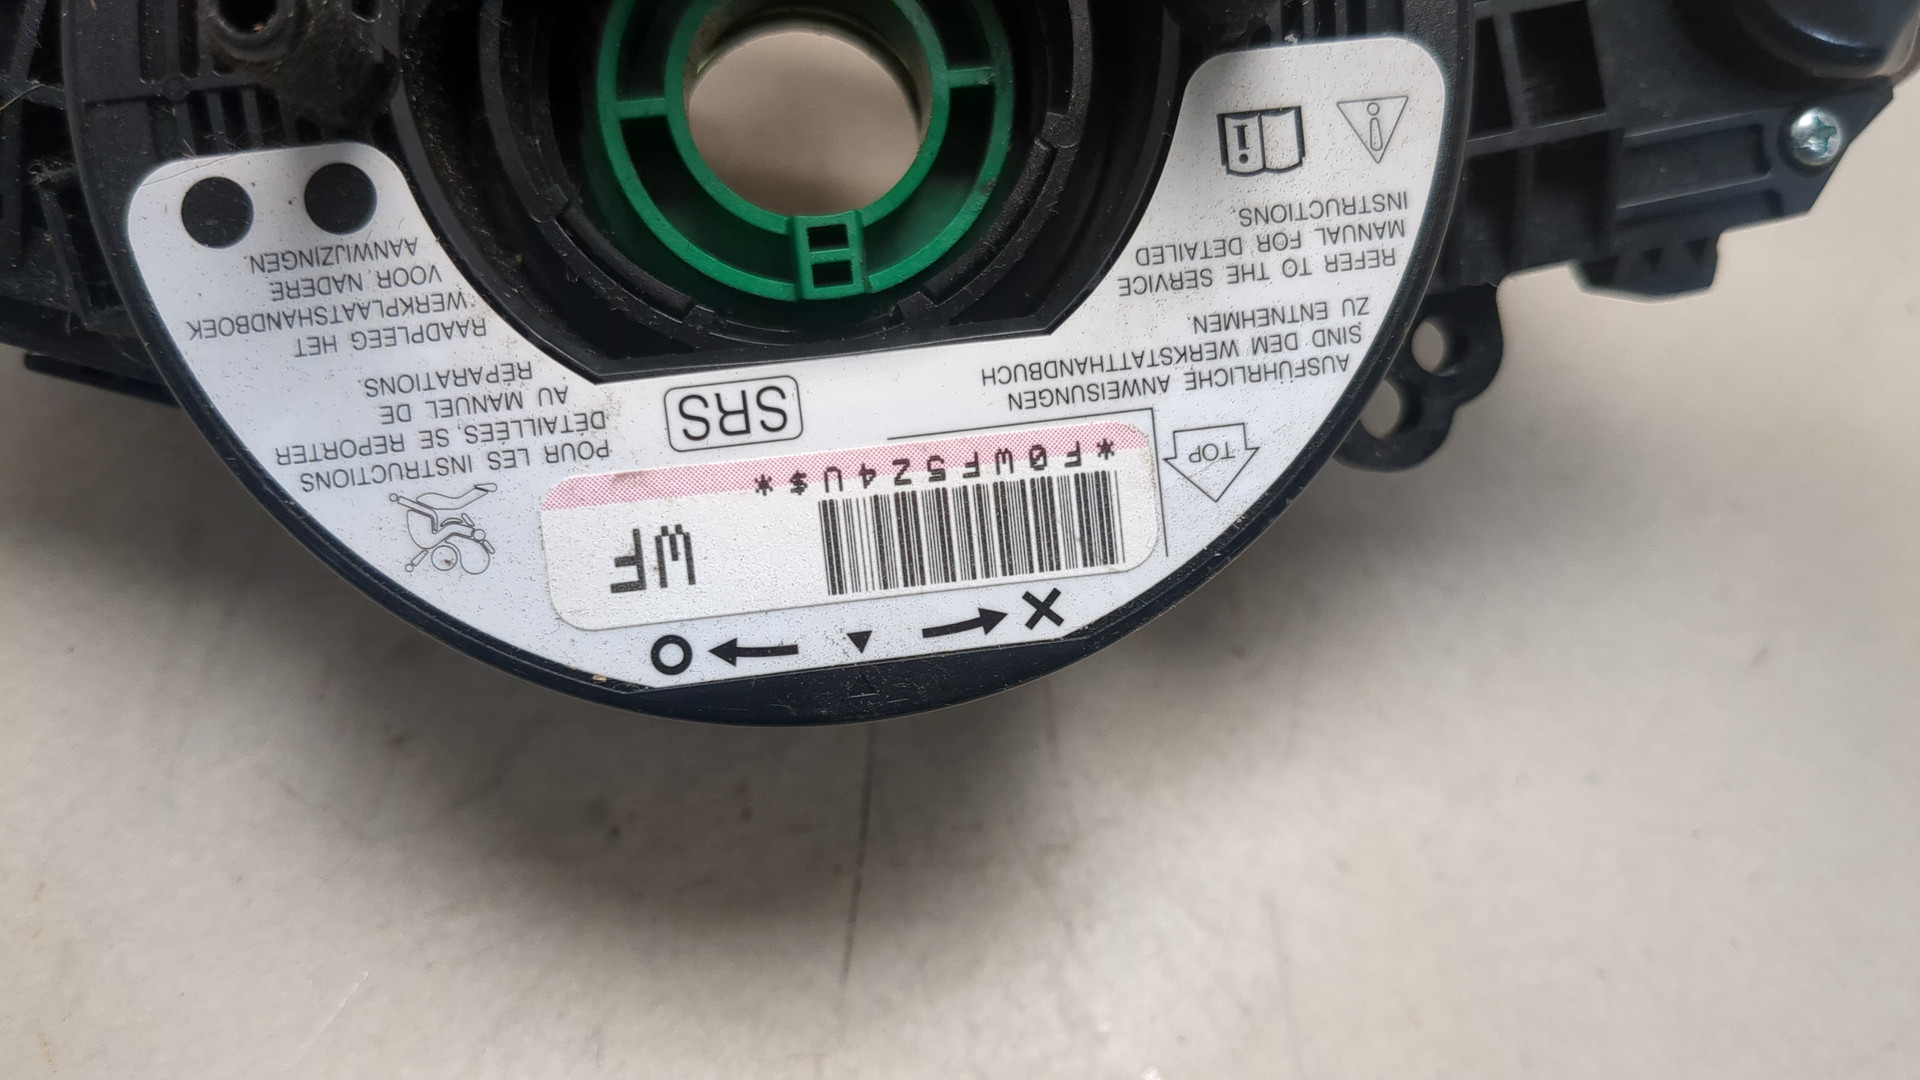 X O
WF
*F0WF5Z4U$*
TOP
SRS
AUSFÜHRLICHE ANWEISUNGEN
SIND DEM WERKSTATTHANDBUCH
ZU ENTNEHMEN.
REFER TO THE SERVICE
MANUAL FOR DETAILED
INSTRUCTIONS.
POUR LES INSTRUCTIONS
DÉTAILLÉES, SE REPORTER
AU MANUEL DE
RÉPARATIONS.
RAADPLEEG HET
WERKPLAATSHANDBOEK
VOOR NADERE
AANWIJZINGEN.